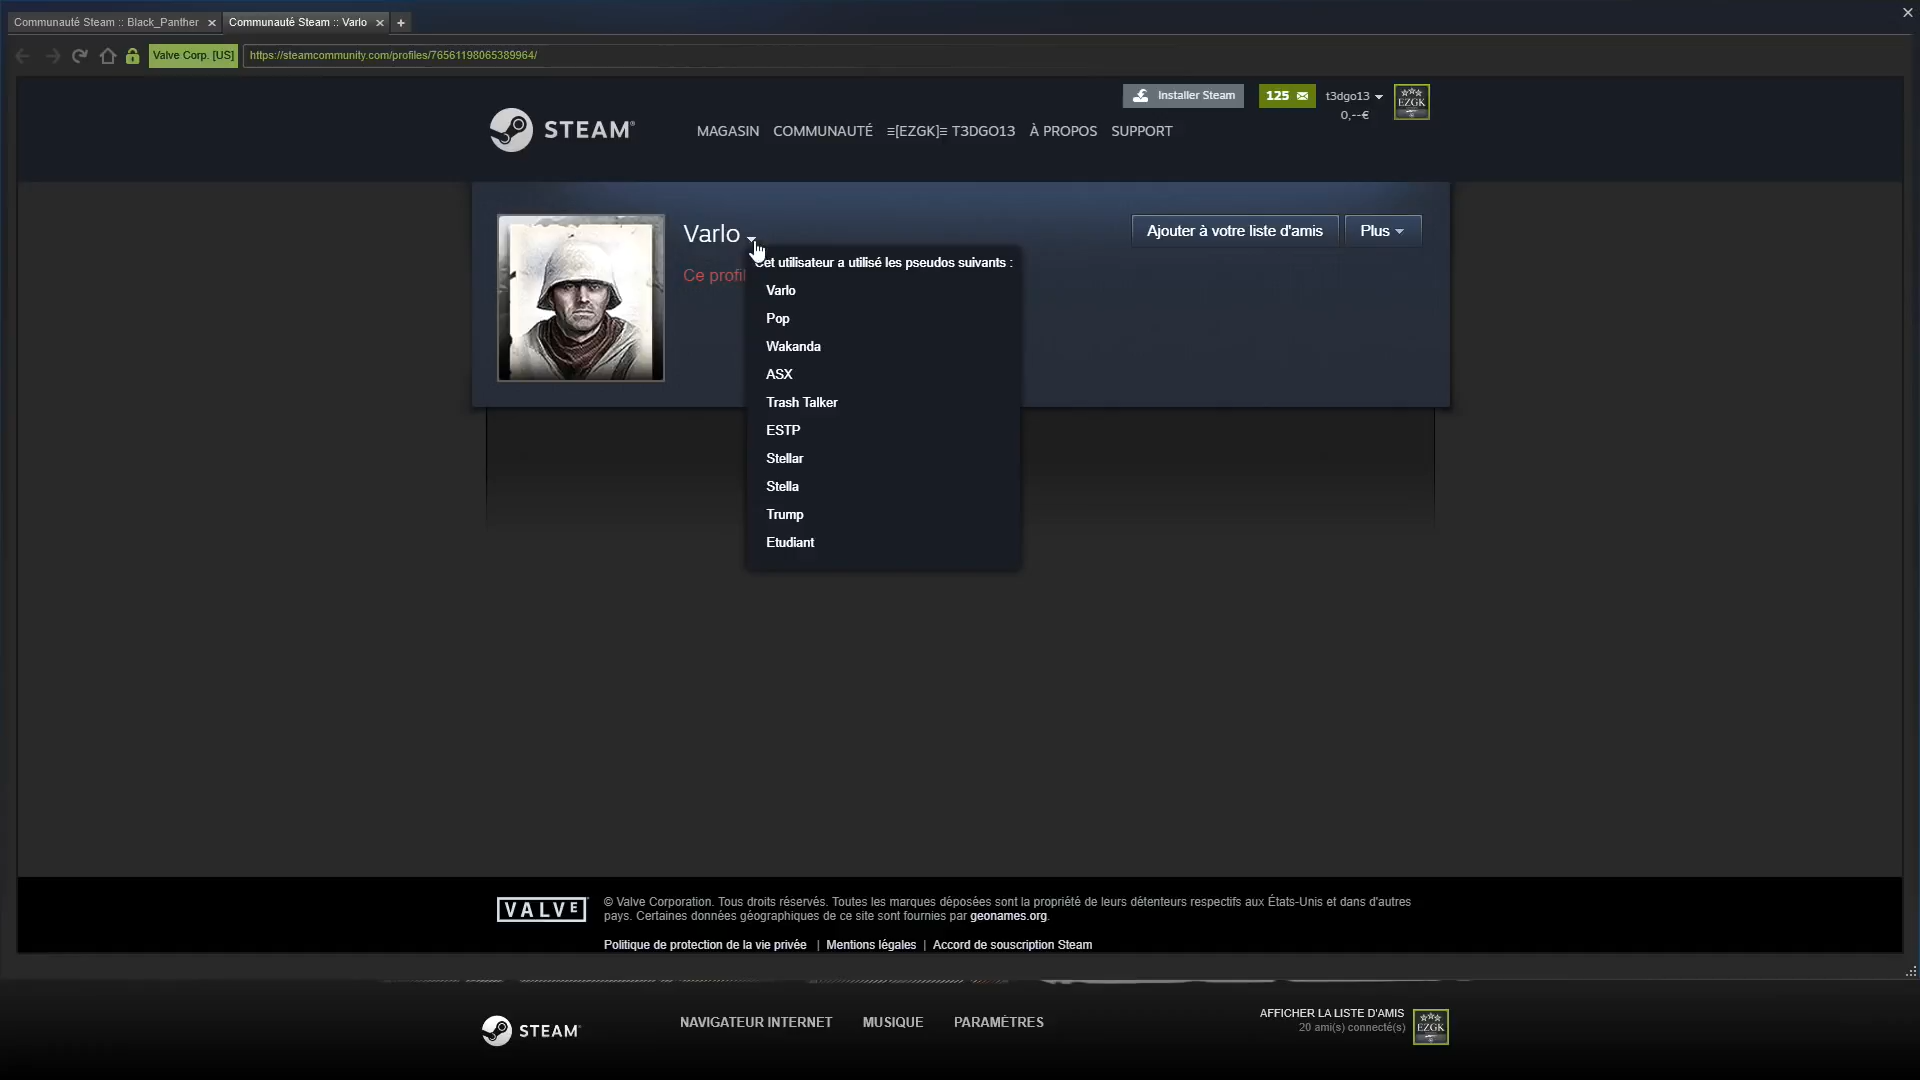 Communauté Steam :: Black_Panther
Communauté Steam :: Varlo
Valve Corp. [US]
https://steamcommunity.com/profiles/76561198065389964/
Installer Steam
125
t3dgo13
0,--€
EZGK
STEAM®
MAGASIN COMMUNAUTÉ ≡[EZGK]≡ T3DGO13 À PROPOS SUPPORT
Varlo
Ajouter à votre liste d'amis
Plus
Ce profil
Cet utilisateur a utilisé les pseudos suivants :
Varlo
Pop
Wakanda
ASX
Trash Talker
ESTP
Stellar
Stella
Trump
Etudiant
VALVE
© Valve Corporation. Tous droits réservés. Toutes les marques déposées sont la propriété de leurs détenteurs respectifs aux États-Unis et dans d'autres
pays. Certaines données géographiques de ce site sont fournies par geonames.org.
Politique de protection de la vie privée | Mentions légales | Accord de souscription Steam
STEAM
NAVIGATEUR INTERNET MUSIQUE PARAMÈTRES
AFFICHER LA LISTE D'AMIS
20 ami(s) connecté(s)
EZGK